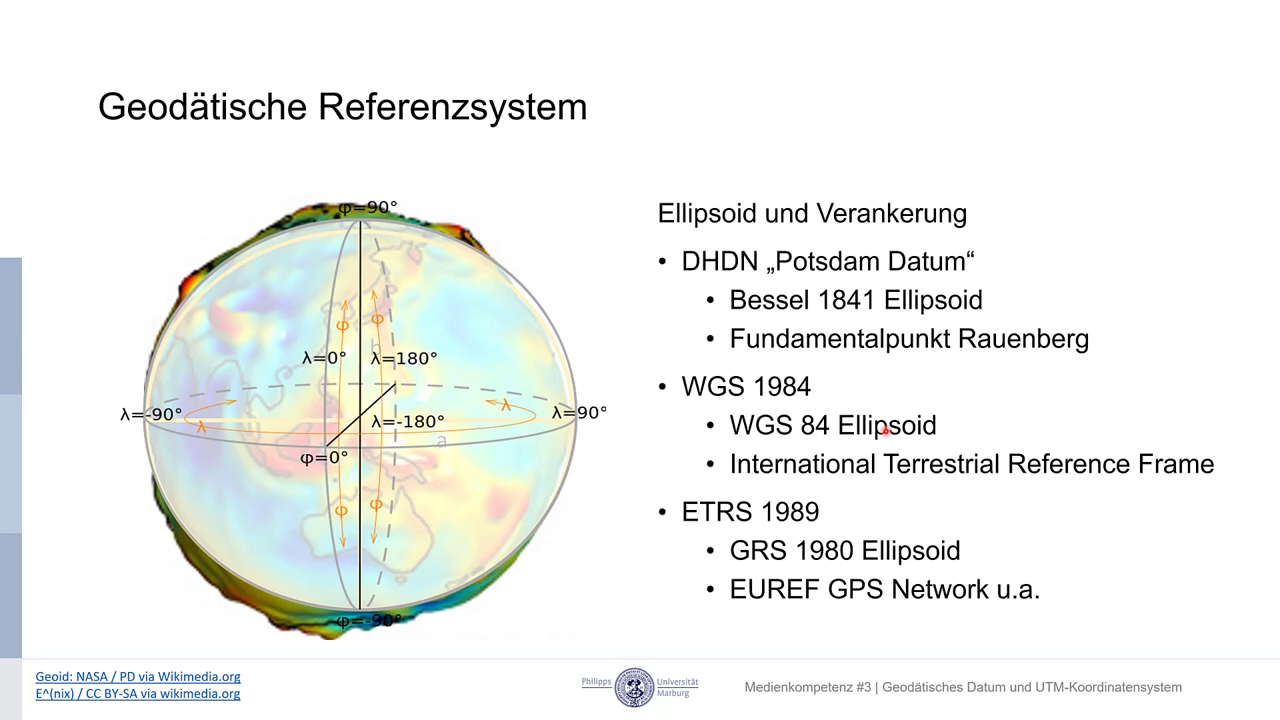 Geodätische Referenzsystem
φ=90°
φ
φ
b
λ=0°
λ=180°
λ=-90°
λ
λ
λ=90°
λ=-180°
a
φ=0°
φ
φ
φ=-90°
Ellipsoid und Verankerung
• DHDN „Potsdam Datum“
• Bessel 1841 Ellipsoid
• Fundamentalpunkt Rauenberg
• WGS 1984
• WGS 84 Ellipsoid
• International Terrestrial Reference Frame
• ETRS 1989
• GRS 1980 Ellipsoid
• EUREF GPS Network u.a.
Geoid: NASA / PD via Wikimedia.org
E^(nix) / CC BY-SA via wikimedia.org
Philipps Universität
Marburg
Medienkompetenz #3 | Geodätisches Datum und UTM-Koordinatensystem